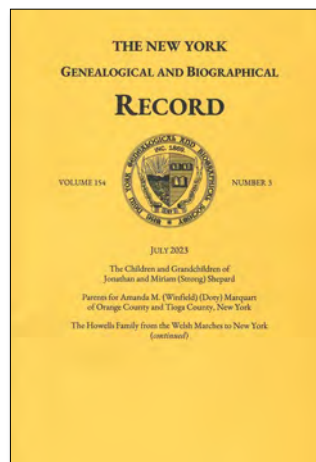 THE NEW YORK
GENEALOGICAL AND BIOGRAPHICAL
RECORD
VOLUME 154
NUMBER 3
JULY 2023
The Children and Grandchildren of
Jonathan and Miriam (Strong) Shepard
Parents for Amanda M. (Winfield) (Doty) Marquart
of Orange County and Tioga County, New York
The Howells Family from the Welsh Marches to New York
(continued)